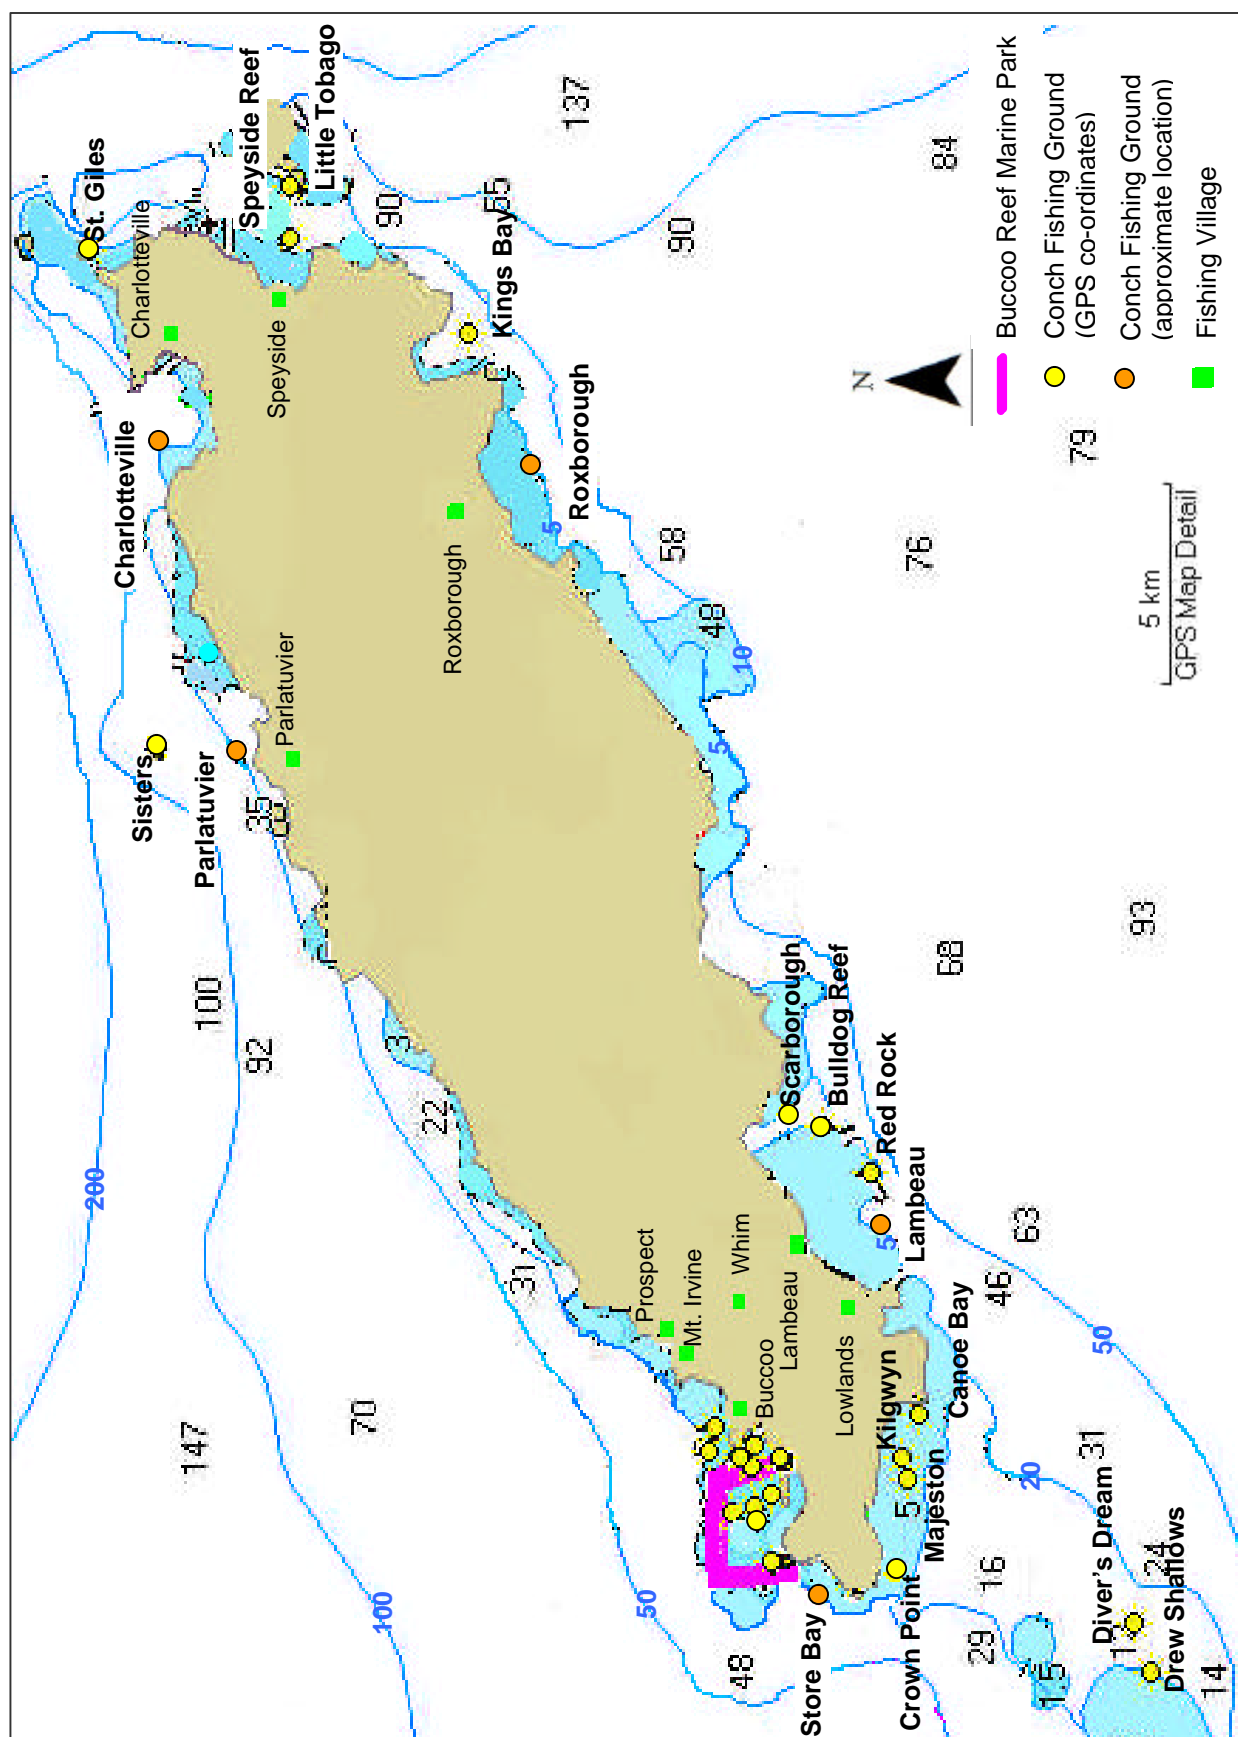 St. Giles
Charlotteville
Speyside Reef
Little Tobago
137
84
90
55
90
Kings Bay
Speyside
Charlotteville
Roxborough
Roxborough
5
58
79
76
48
10
5
Parlatuvier
Sisters
Parlatuvier
35
100
92
200
3
22
31
Scarborough
Bulldog Reef
Red Rock
Lambeau
5
68
93
63
46
50
Prospect
Mt. Irvine
Whim
Buccoo
Lambeau
Lowlands
Kilgwyn
Canoe Bay
Majeston
5
147
70
100
50
48
Store Bay
Crown Point
20
31
16
29
15
Diver's Dream
24
Drew Shallows
14
N
Buccoo Reef Marine Park
Conch Fishing Ground
(GPS co-ordinates)
Conch Fishing Ground
(approximate location)
Fishing Village
5 km
GPS Map Detail